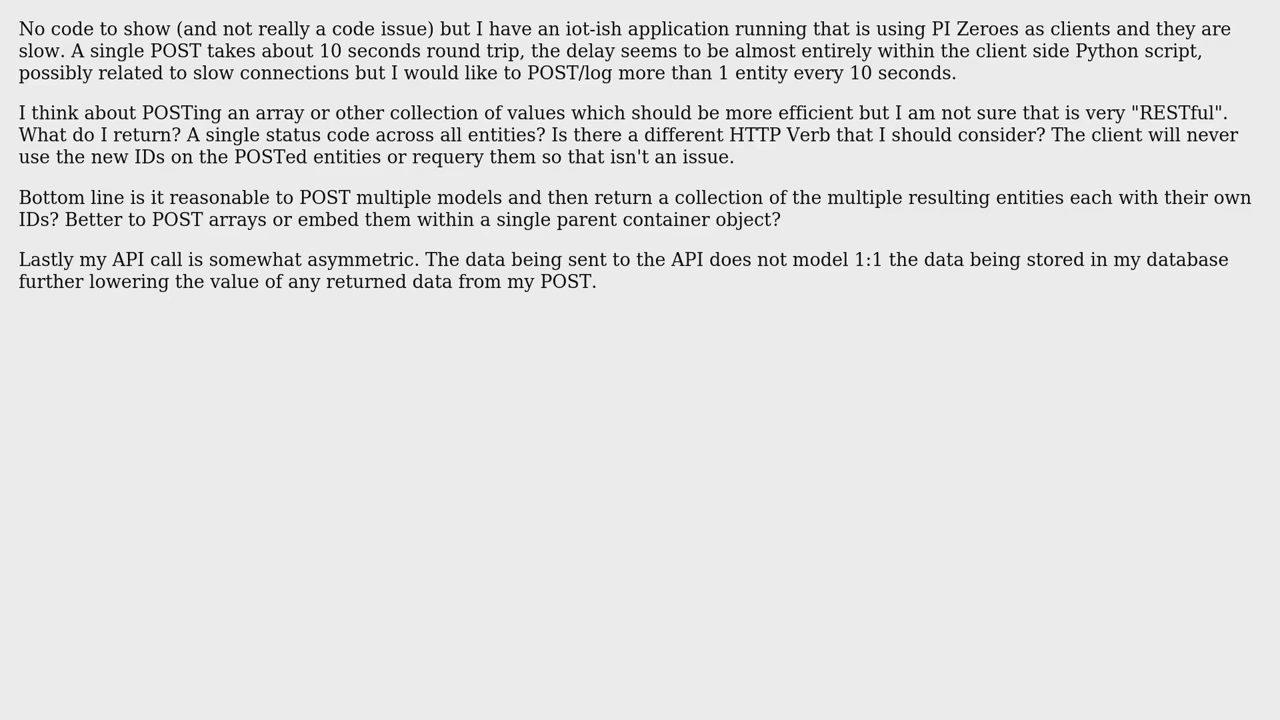 No code to show (and not really a code issue) but I have an iot-ish application running that is using PI Zeroes as clients and they are
slow. A single POST takes about 10 seconds round trip, the delay seems to be almost entirely within the client side Python script,
possibly related to slow connections but I would like to POST/log more than 1 entity every 10 seconds.
I think about POSTing an array or other collection of values which should be more efficient but I am not sure that is very "RESTful".
What do I return? A single status code across all entities? Is there a different HTTP Verb that I should consider? The client will never
use the new IDs on the POSTed entities or requery them so that isn't an issue.
Bottom line is it reasonable to POST multiple models and then return a collection of the multiple resulting entities each with their own
IDs? Better to POST arrays or embed them within a single parent container object?
Lastly my API call is somewhat asymmetric. The data being sent to the API does not model 1:1 the data being stored in my database
further lowering the value of any returned data from my POST.